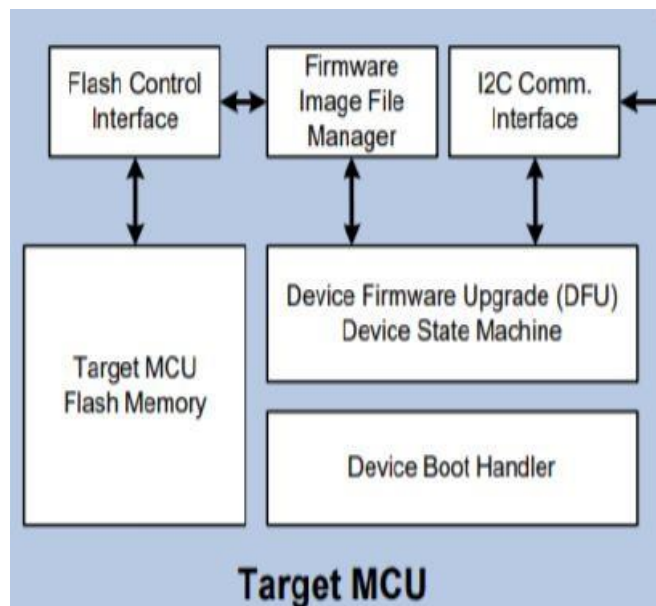 Flash Control
Interface
Firmware
Image File
Manager
I2C Comm.
Interface
Target MCU
Flash Memory
Device Firmware Upgrade (DFU)
Device State Machine
Device Boot Handler
Target MCU